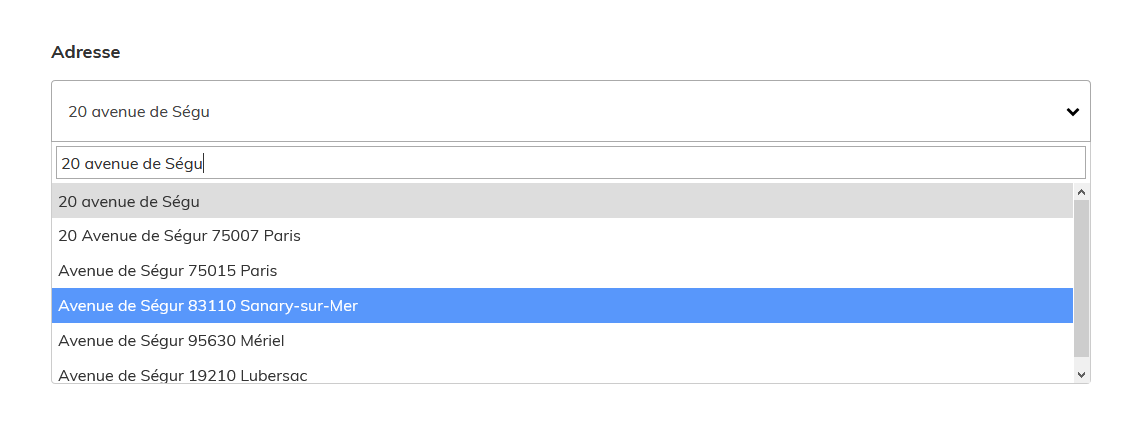 Adresse
20 avenue de Ségu
20 avenue de Ségu
20 avenue de Ségu
20 Avenue de Ségur 75007 Paris
Avenue de Ségur 75015 Paris
Avenue de Ségur 83110 Sanary-sur-Mer
Avenue de Ségur 95630 Mériel
Avenue de Ségur 19210 Lubersac